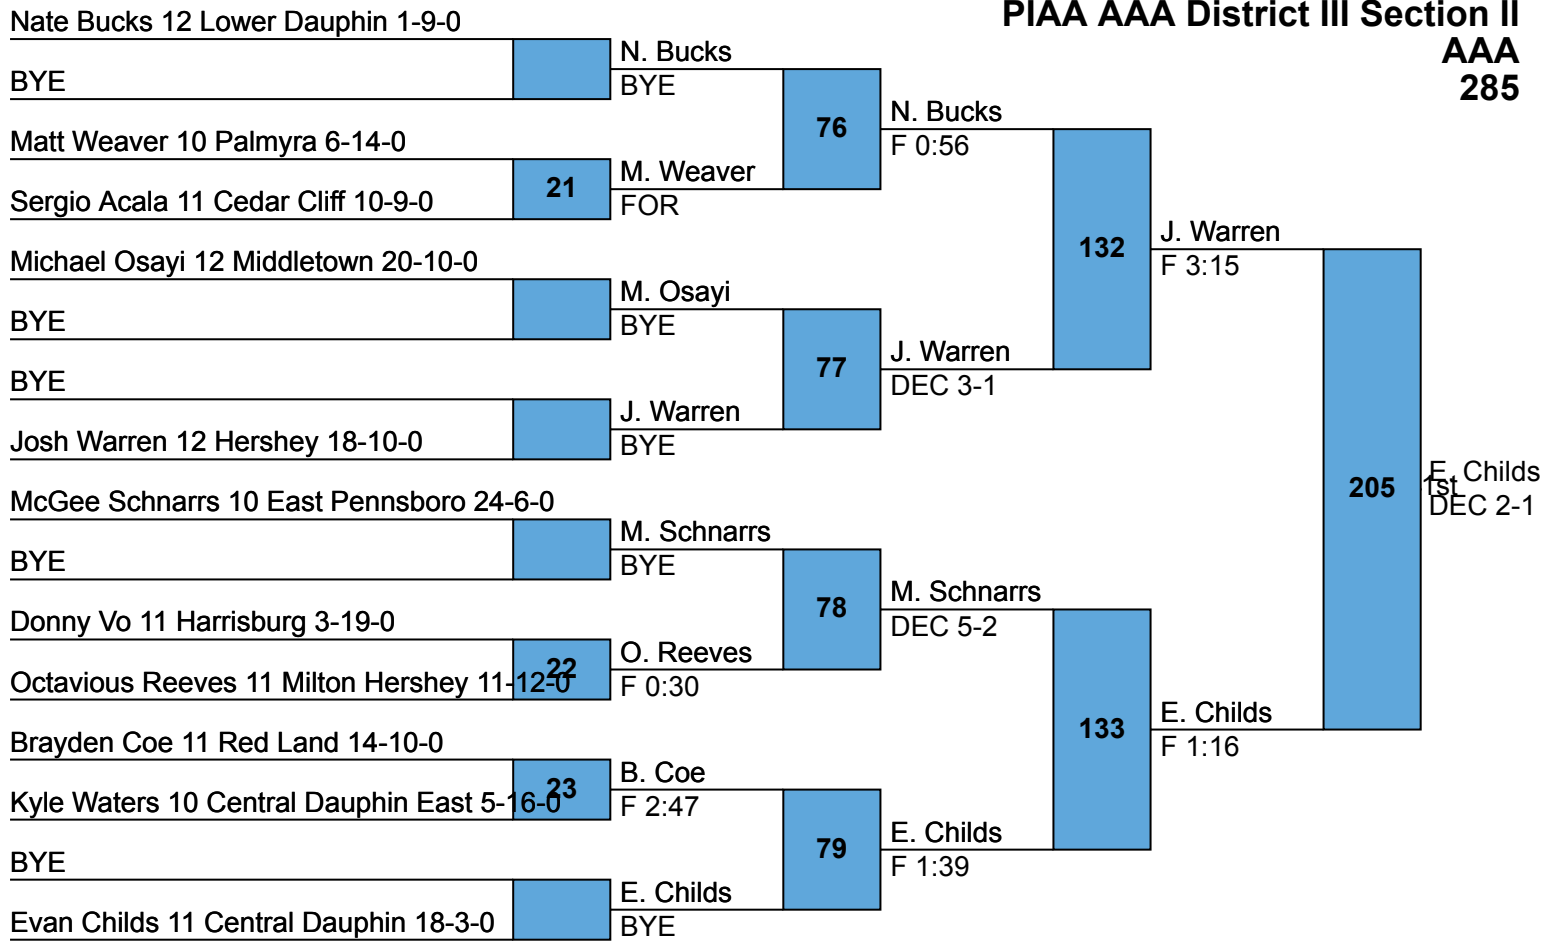 PIAA AAA District III Section II
AAA
285
Nate Bucks 12 Lower Dauphin 1-9-0
BYE
N. Bucks
BYE
Matt Weaver 10 Palmyra 6-14-0
21
Sergio Acala 11 Cedar Cliff 10-9-0
M. Weaver
FOR
76
N. Bucks
F 0:56
Michael Osayi 12 Middletown 20-10-0
BYE
M. Osayi
BYE
BYE
Josh Warren 12 Hershey 18-10-0
J. Warren
BYE
77
J. Warren
DEC 3-1
132
J. Warren
F 3:15
McGee Schnarrs 10 East Pennsboro 24-6-0
BYE
M. Schnarrs
BYE
Donny Vo 11 Harrisburg 3-19-0
22
Octavious Reeves 11 Milton Hershey 11-12-0
O. Reeves
F 0:30
78
M. Schnarrs
DEC 5-2
Brayden Coe 11 Red Land 14-10-0
23
Kyle Waters 10 Central Dauphin East 5-16-0
B. Coe
F 2:47
BYE
Evan Childs 11 Central Dauphin 18-3-0
E. Childs
BYE
79
E. Childs
F 1:39
133
E. Childs
F 1:16
205
E. Childs
1st
DEC 2-1